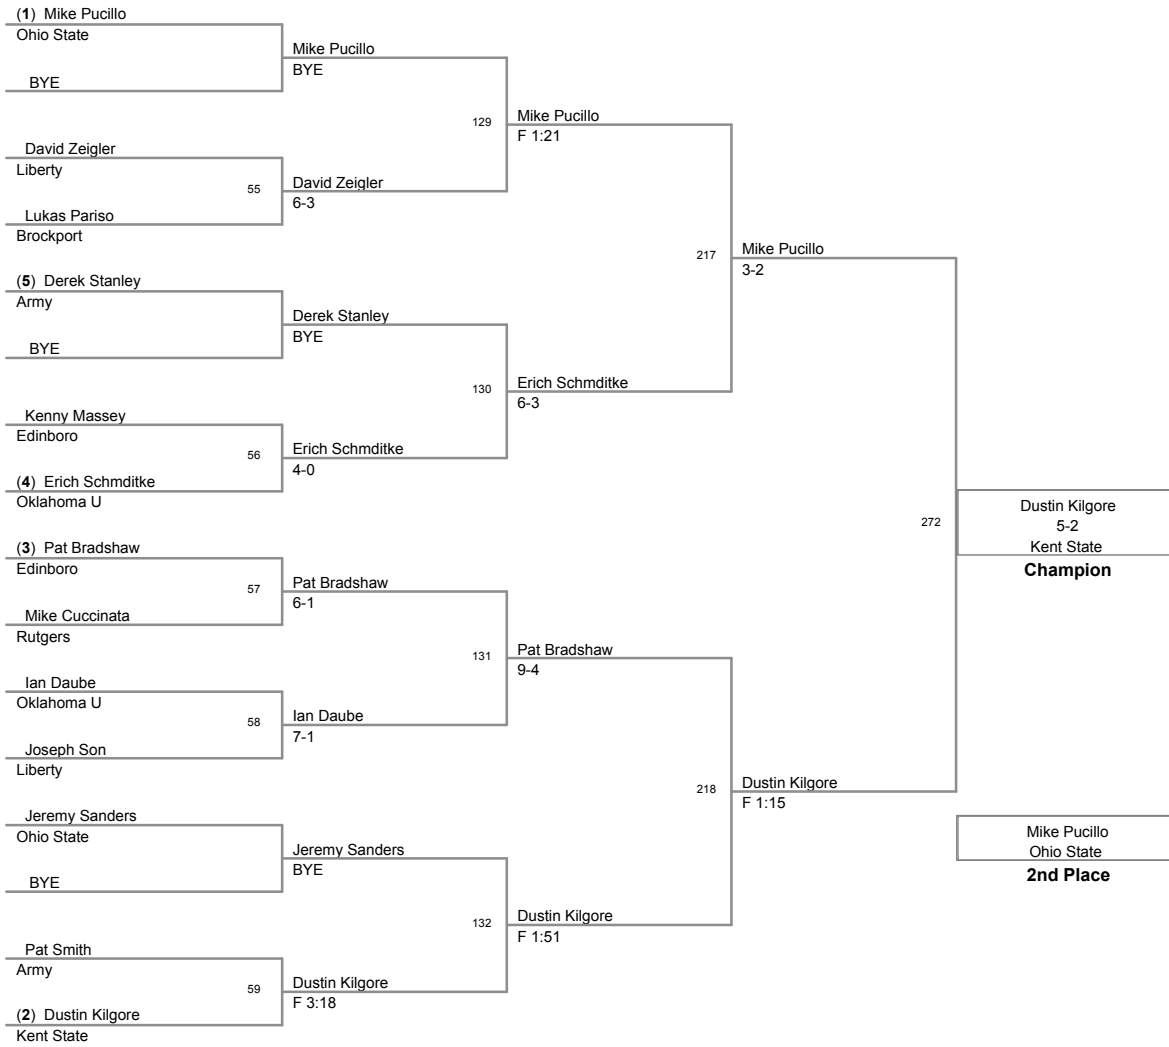 (1) Mike Pucillo
Ohio State
BYE
David Zeigler
Liberty
Lukas Pariso
Brockport
(5) Derek Stanley
Army
BYE
Kenny Massey
Edinboro
(4) Erich Schmditke
Oklahoma U
(3) Pat Bradshaw
Edinboro
Mike Cuccinata
Rutgers
Ian Daube
Oklahoma U
Joseph Son
Liberty
Jeremy Sanders
Ohio State
BYE
Pat Smith
Army
(2) Dustin Kilgore
Kent State
Mike Pucillo
BYE
55
David Zeigler
6-3
Derek Stanley
BYE
56
Erich Schmditke
4-0
57
Pat Bradshaw
6-1
58
Ian Daube
7-1
Jeremy Sanders
BYE
59
Dustin Kilgore
F 3:18
129
Mike Pucillo
F 1:21
130
Erich Schmditke
6-3
131
Pat Bradshaw
9-4
132
Dustin Kilgore
F 1:51
217
Mike Pucillo
3-2
218
Dustin Kilgore
F 1:15
272
Dustin Kilgore
5-2
Kent State
Champion
Mike Pucillo
Ohio State
2nd Place